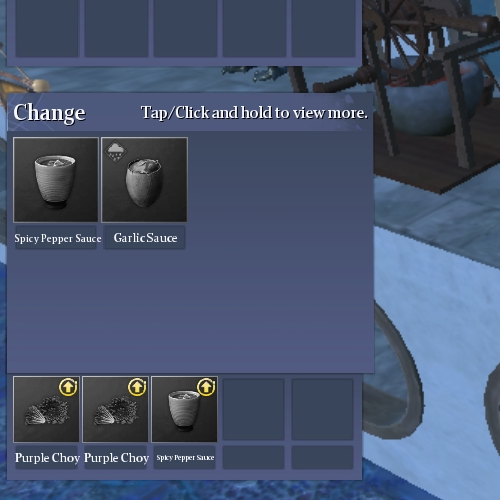 Change
Tap/Click and hold to view more.
Spicy Pepper Sauce
Garlic Sauce
Purple Choy
Purple Choy
Spicy Pepper Sauce